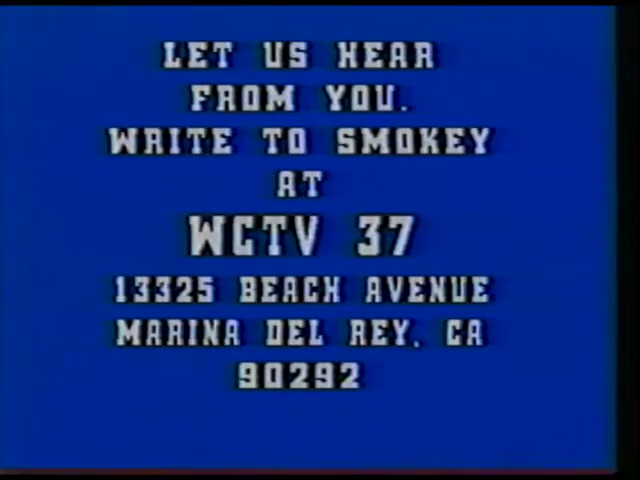 LET US HEAR
FROM YOU.
WRITE TO SMOKEY
AT
WCTV 37
13325 BEACH AVENUE
MARINA DEL REY, CA
90292